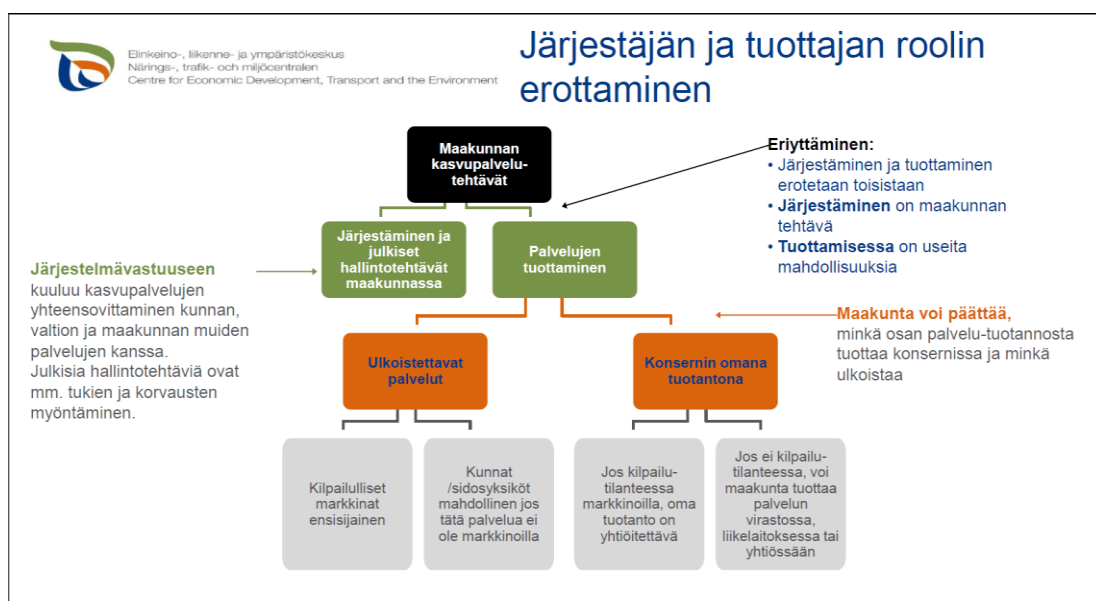 Elinkeino-, liikenne- ja ympäristökeskus
Närings-, trafik- och miljöcentralen
Centre for Economic Development, Transport and the Environment
Järjestäjän ja tuottajan roolin
erottaminen
Maakunnan
kasvupalvelu-
tehtävät
Eriyttäminen:
• Järjestäminen ja tuottaminen
erotetaan toisistaan
• Järjestäminen on maakunnan
tehtävä
• Tuottamisessa on useita
mahdollisuuksia
Järjestäminen ja
julkiset
hallintotehtävät
maakunnassa
Palvelujen
tuottaminen
Järjestelmävastuuseen
kuuluu kasvupalvelujen
yhteensovittaminen kunnan,
valtion ja maakunnan muiden
palvelujen kanssa.
Julkisia hallintotehtäviä ovat
mm. tukien ja korvausten
myöntäminen.
Maakunta voi päättää,
minkä osan palvelu-tuotannosta
tuottaa konsernissa ja minkä
ulkoistaa
Ulkoistettavat
palvelut
Konsernin omana
tuotantona
Kilpailulliset
markkinat
ensisijainen
Kunnat
/sidosyksiköt
mahdollinen jos
tätä palvelua ei
ole markkinoilla
Jos kilpailu-
tilanteessa
markkinoilla, oma
tuotanto on
yhtiöitettävä
Jos ei kilpailu-
tilanteessa, voi
maakunta tuottaa
palvelun
virastossa,
liikelaitoksessa tai
yhtiössään